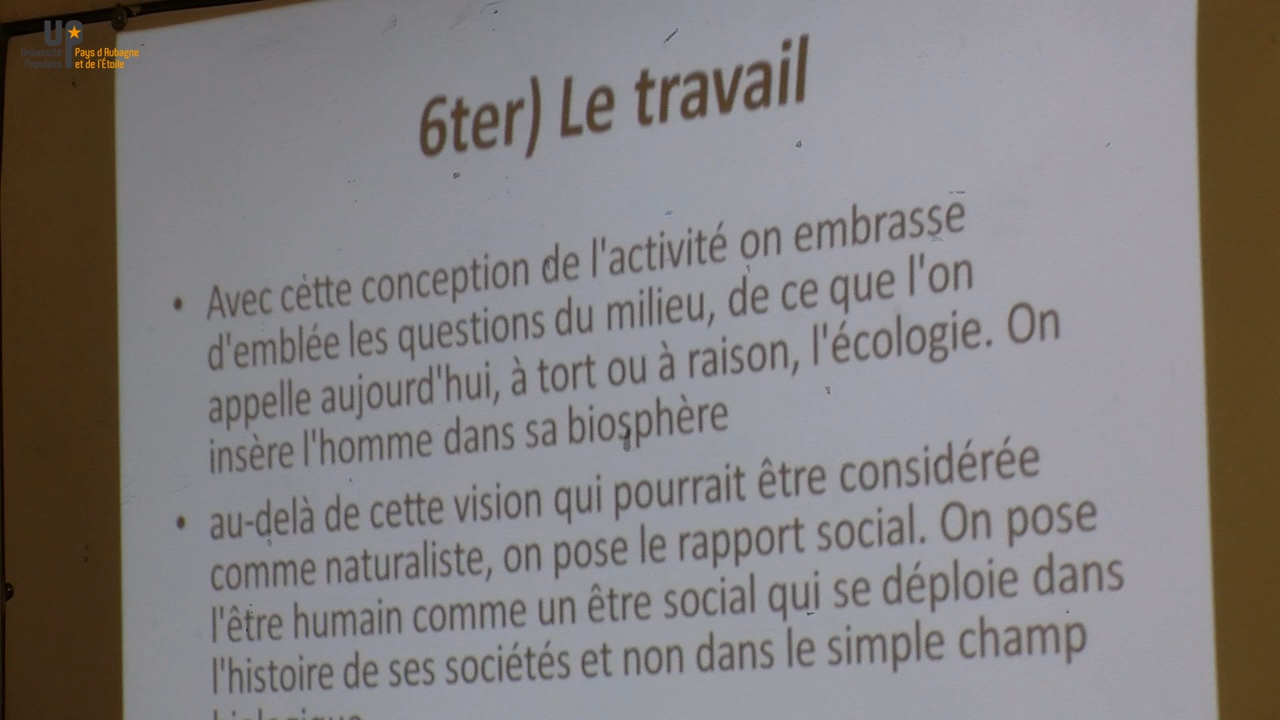 UP
Université Pays d'Aubagne
Populaire et de l'Étoile
6ter) Le travail
• Avec cette conception de l'activité on embrasse
d'emblée les questions du milieu, de ce que l'on
appelle aujourd'hui, à tort ou à raison, l'écologie. On
insère l'homme dans sa biosphère
• au-delà de cette vision qui pourrait être considérée
comme naturaliste, on pose le rapport social. On pose
l'être humain comme un être social qui se déploie dans
l'histoire de ses sociétés et non dans le simple champ